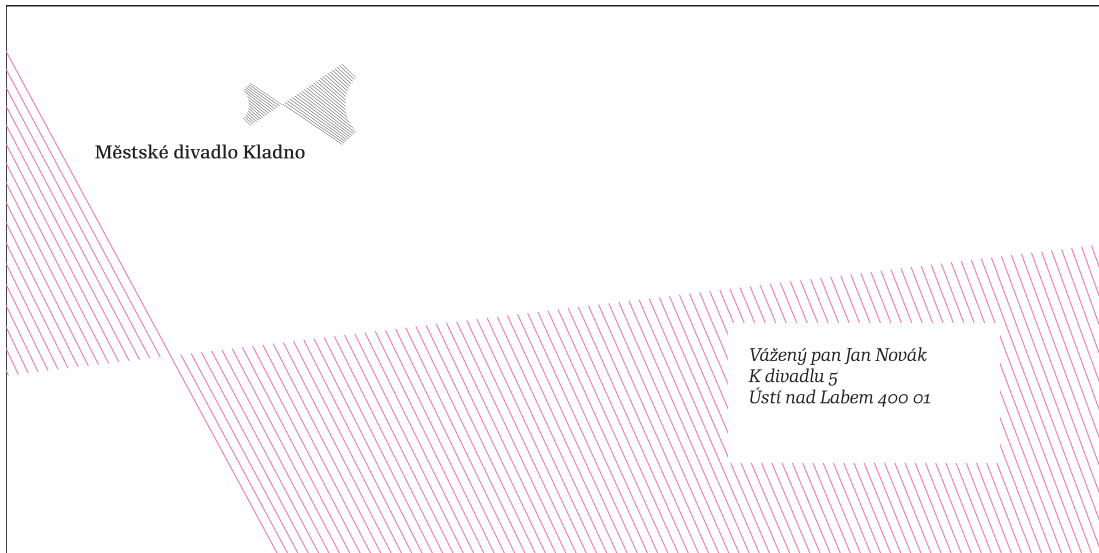 Městské divadlo Kladno
Vážený pan Jan Novák
K divadlu 5
Ústí nad Labem 400 01